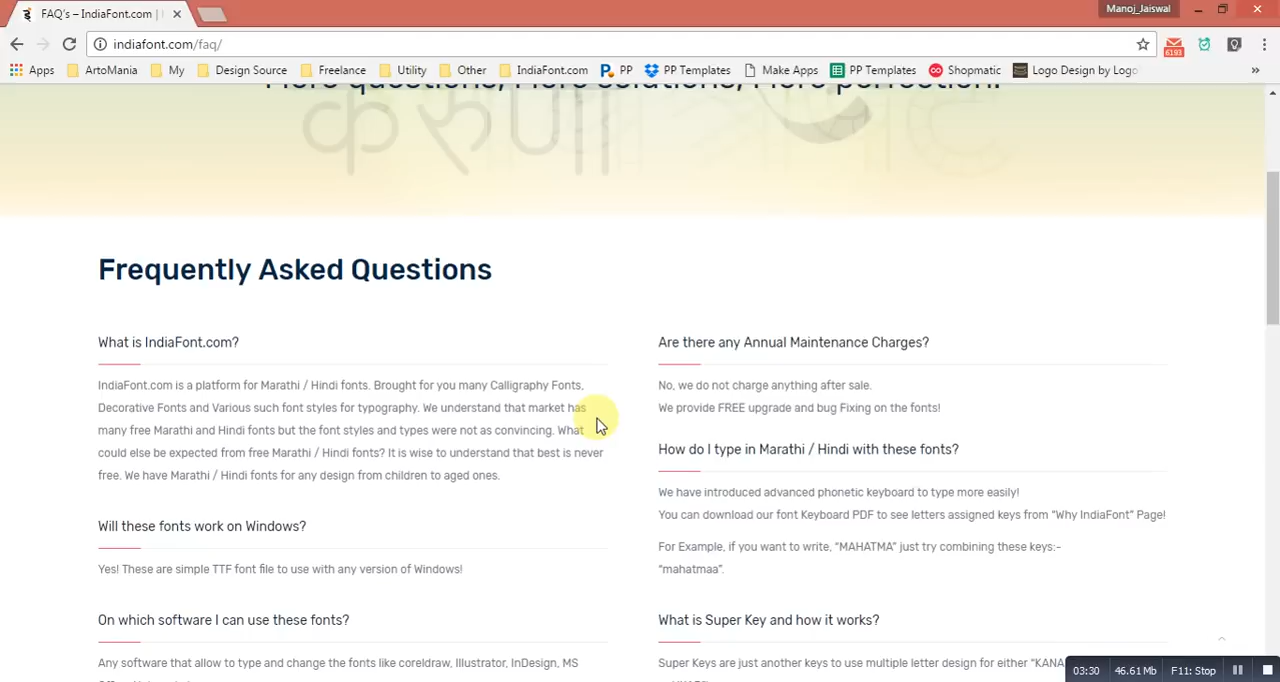 FAQ's – IndiaFont.com |
Manoj_Jaiswal
indiafont.com/faq/
6193
Apps
ArtoMania
My
Design Source
Freelance
Utility
Other
IndiaFont.com
PP
PP Templates
Make Apps
PP Templates
Shopmatic
Logo Design by Logo
»
More questions, More solutions, More perfection.
Frequently Asked Questions
What is IndiaFont.com?
IndiaFont.com is a platform for Marathi / Hindi fonts. Brought for you many Calligraphy Fonts,
Decorative Fonts and Various such font styles for typography. We understand that market has
many free Marathi and Hindi fonts but the font styles and types were not as convincing. What
could else be expected from free Marathi / Hindi fonts? It is wise to understand that best is never
free. We have Marathi / Hindi fonts for any design from children to aged ones.
Will these fonts work on Windows?
Yes! These are simple TTF font file to use with any version of Windows!
On which software I can use these fonts?
Any software that allow to type and change the fonts like coreldraw, Illustrator, InDesign, MS
Are there any Annual Maintenance Charges?
No, we do not charge anything after sale.
We provide FREE upgrade and bug Fixing on the fonts!
How do I type in Marathi / Hindi with these fonts?
We have introduced advanced phonetic keyboard to type more easily!
You can download our font Keyboard PDF to see letters assigned keys from "Why IndiaFont" Page!
For Example, if you want to write, "MAHATMA" just try combining these keys:-
"mahatmaa".
What is Super Key and how it works?
Super Keys are just another keys to use multiple letter design for either "KANA
03:30
46.61Mb
F11: Stop